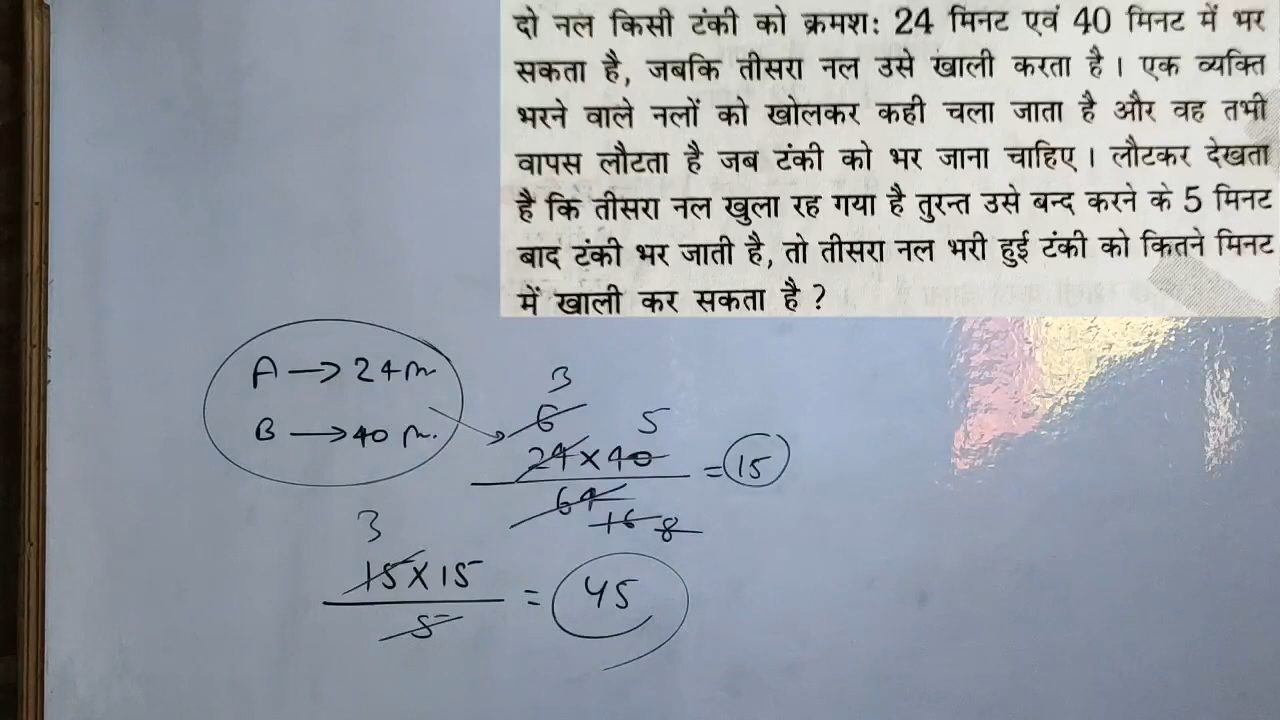 दो नल किसी टंकी को क्रमश: 24 मिनट एवं 40 मिनट में भर
सकता है, जबकि तीसरा नल उसे खाली करता है। एक व्यक्ति
भरने वाले नलों को खोलकर कही चला जाता है और वह तभी
वापस लौटता है जब टंकी को भर जाना चाहिए। लौटकर देखता
है कि तीसरा नल खुला रह गया है तुरन्त उसे बन्द करने के 5 मिनट
बाद टंकी भर जाती है, तो तीसरा नल भरी हुई टंकी को कितने मिनट
में खाली कर सकता है ?
A → 24 m.
B → 40 m.
3
6 5
24×40 = 15
64
16 8
3
15×15 = 45
5